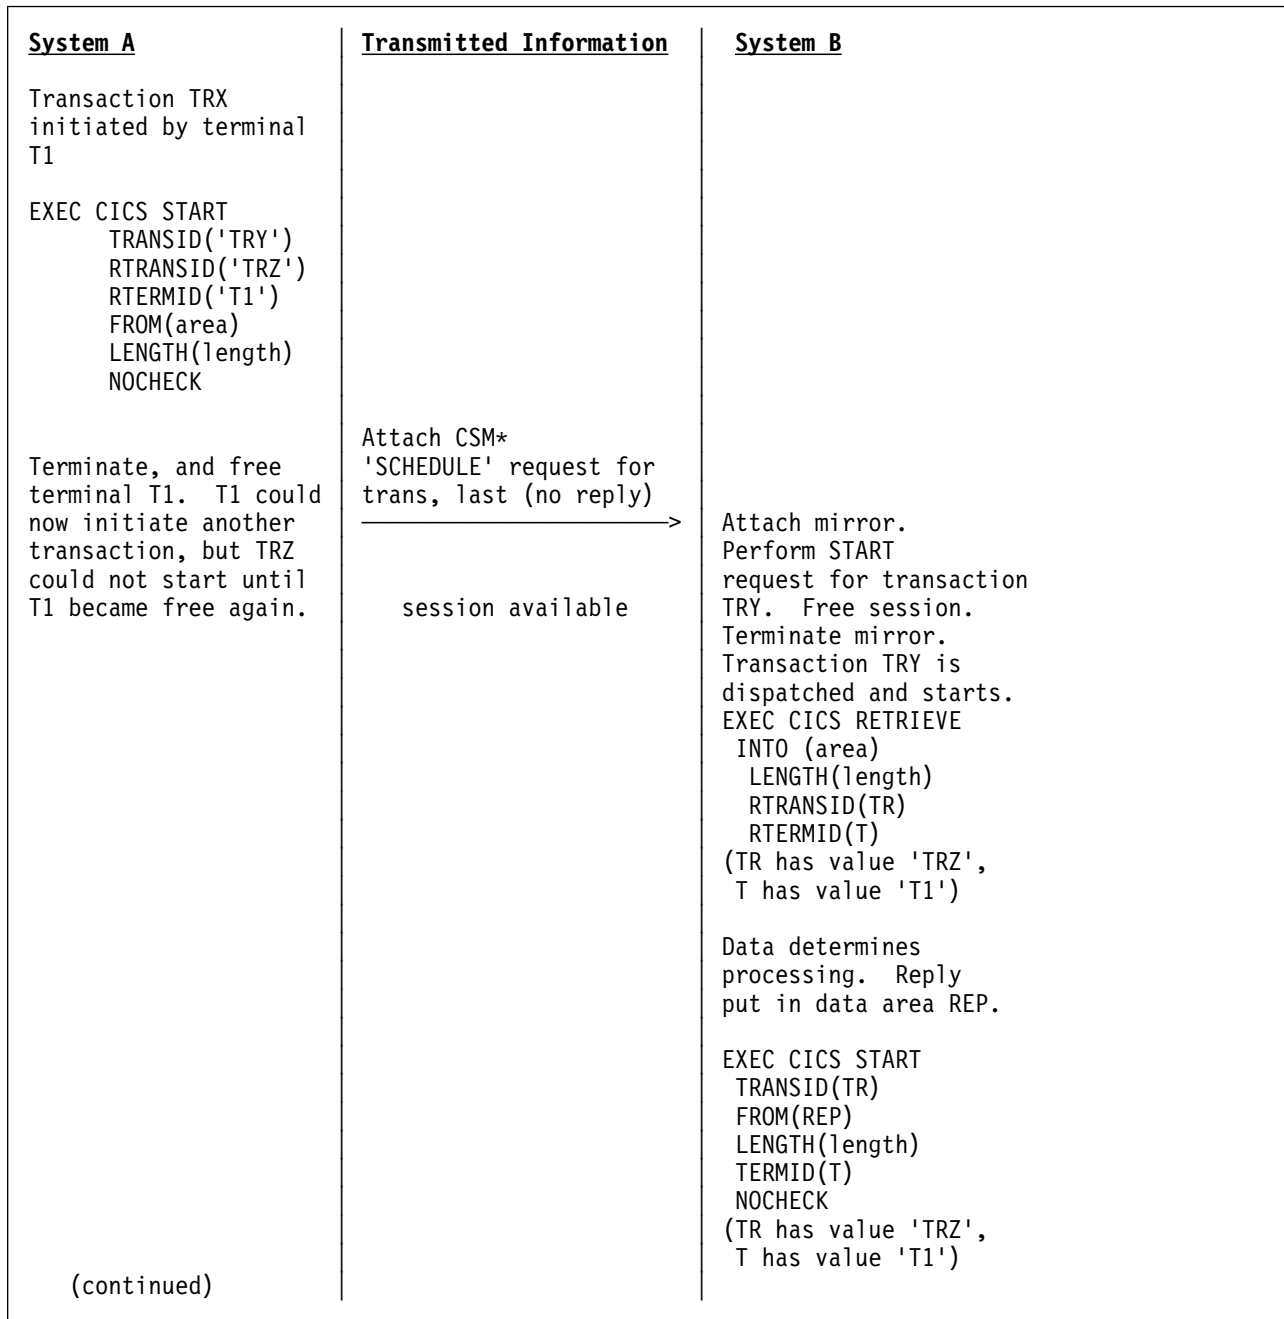 System A
Transmitted Information
System B
Transaction TRX
initiated by terminal
T1
EXEC CICS START
TRANSID('TRY')
RTRANSID('TRZ')
RTERMID('T1')
FROM(area)
LENGTH(length)
NOCHECK
Attach CSM*
'SCHEDULE' request for
trans, last (no reply)
Terminate, and free
terminal T1. T1 could
now initiate another
transaction, but TRZ
could not start until
T1 became free again.
session available
Attach mirror.
Perform START
request for transaction
TRY. Free session.
Terminate mirror.
Transaction TRY is
dispatched and starts.
EXEC CICS RETRIEVE
INTO (area)
LENGTH(length)
RTRANSID(TR)
RTERMID(T)
(TR has value 'TRZ',
T has value 'T1')
Data determines
processing. Reply
put in data area REP.
EXEC CICS START
TRANSID(TR)
FROM(REP)
LENGTH(length)
TERMID(T)
NOCHECK
(TR has value 'TRZ',
T has value 'T1')
(continued)